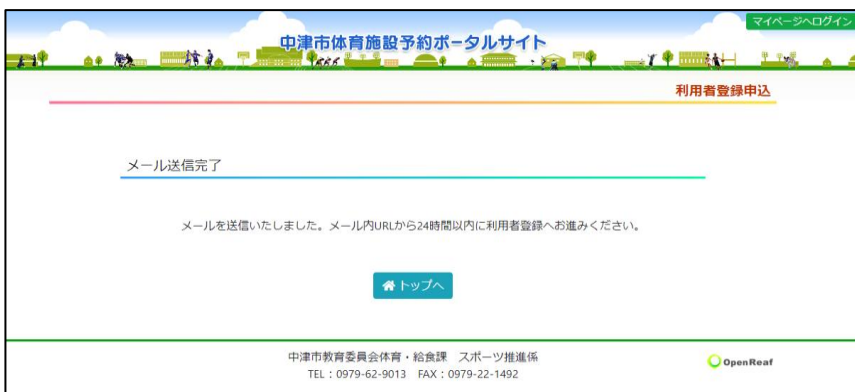 マイページへログイン
中津市体育施設予約ポータルサイト
利用者登録申込
メール送信完了
メールを送信いたしました。メール内URLから24時間以内に利用者登録へお進みください。
トップへ
中津市教育委員会体育・給食課 スポーツ推進係
TEL：0979-62-9013 FAX：0979-22-1492
OpenReaf